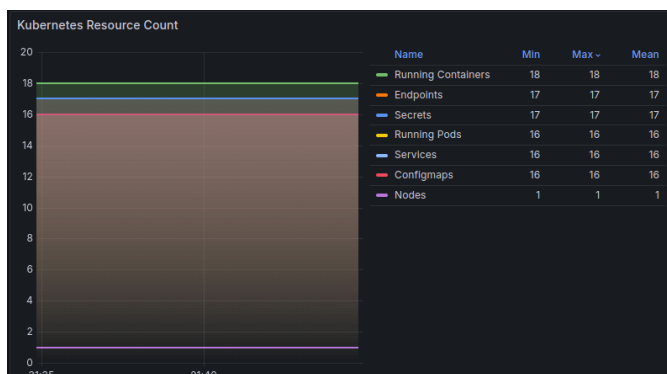 Kubernetes Resource Count
20
18
16
14
12
10
8
6
4
2
0
Name Min Max Mean
Running Containers 18 18 18
Endpoints 17 17 17
Secrets 17 17 17
Running Pods 16 16 16
Services 16 16 16
Configmaps 16 16 16
Nodes 1 1 1